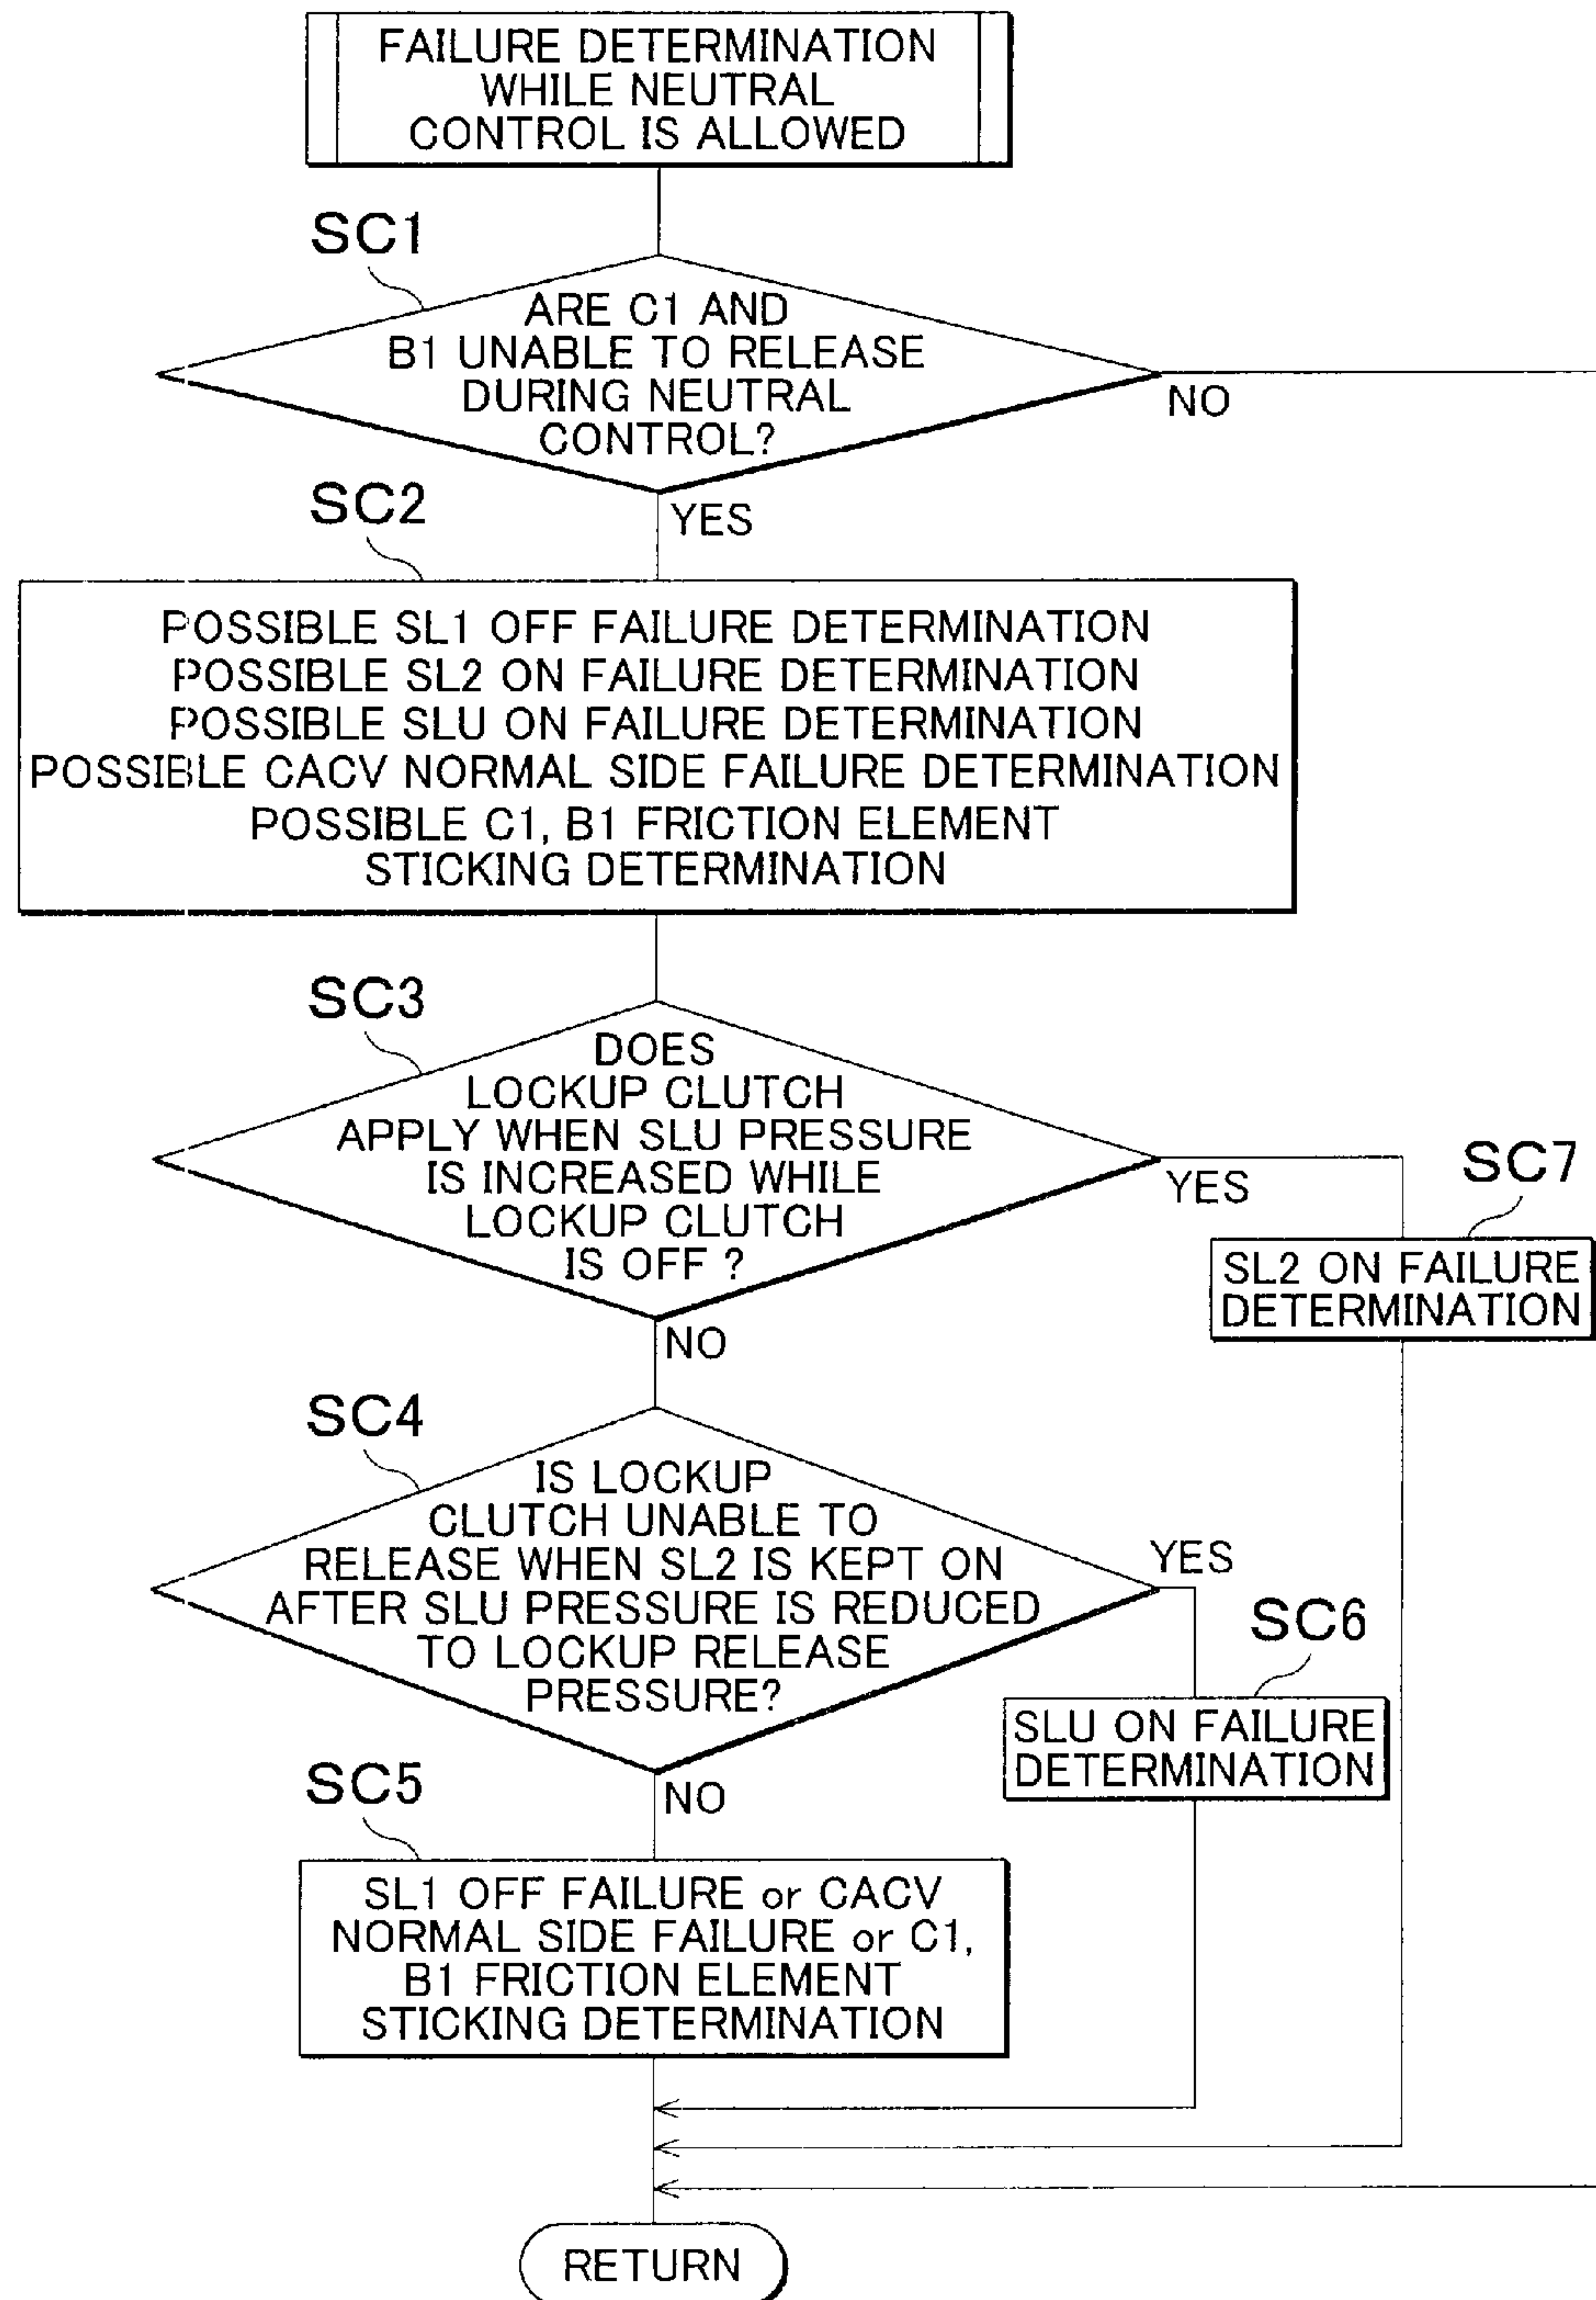 FAILURE DETERMINATION
WHILE NEUTRAL
CONTROL IS ALLOWED
SC1
ARE C1 AND
B1 UNABLE TO RELEASE
DURING NEUTRAL
CONTROL?
NO
YES
SC2
POSSIBLE SL1 OFF FAILURE DETERMINATION
POSSIBLE SL2 ON FAILURE DETERMINATION
POSSIBLE SLU ON FAILURE DETERMINATION
POSSIBLE CACV NORMAL SIDE FAILURE DETERMINATION
POSSIBLE C1, B1 FRICTION ELEMENT
STICKING DETERMINATION
SC3
DOES
LOCKUP CLUTCH
APPLY WHEN SLU PRESSURE
IS INCREASED WHILE
LOCKUP CLUTCH
IS OFF ?
YES
SC7
SL2 ON FAILURE
DETERMINATION
NO
SC4
IS LOCKUP
CLUTCH UNABLE TO
RELEASE WHEN SL2 IS KEPT ON
AFTER SLU PRESSURE IS REDUCED
TO LOCKUP RELEASE
PRESSURE?
YES
SC6
SLU ON FAILURE
DETERMINATION
NO
SC5
SL1 OFF FAILURE or CACV
NORMAL SIDE FAILURE or C1,
B1 FRICTION ELEMENT
STICKING DETERMINATION
RETURN